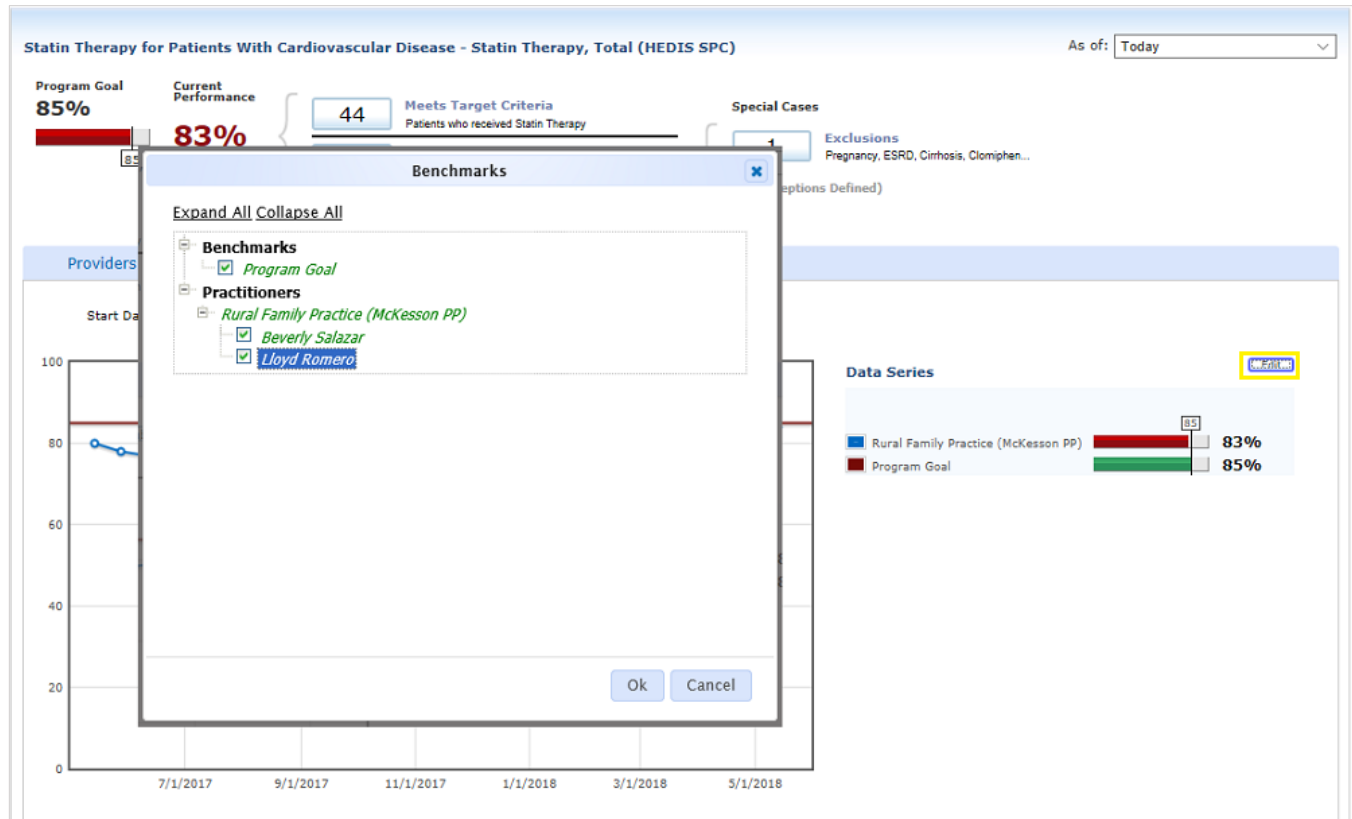 Statin Therapy for Patients With Cardiovascular Disease - Statin Therapy, Total (HEDIS SPC)
As of: Today
Program Goal
85%
85
Current
Performance
83%
44
Meets Target Criteria
Patients who received Statin Therapy
Special Cases
1
Exclusions
Pregnancy, ESRD, Cirrhosis, Clomiphen...
eptions Defined)
Benchmarks
Expand All Collapse All
Benchmarks
Program Goal
Practitioners
Rural Family Practice (McKesson PP)
Beverly Salazar
Lloyd Romero
Ok Cancel
Providers
Start Da
100
80
60
40
20
0
7/1/2017 9/1/2017 11/1/2017 1/1/2018 3/1/2018 5/1/2018
Data Series
Edit...
85
Rural Family Practice (McKesson PP) 83%
Program Goal 85%